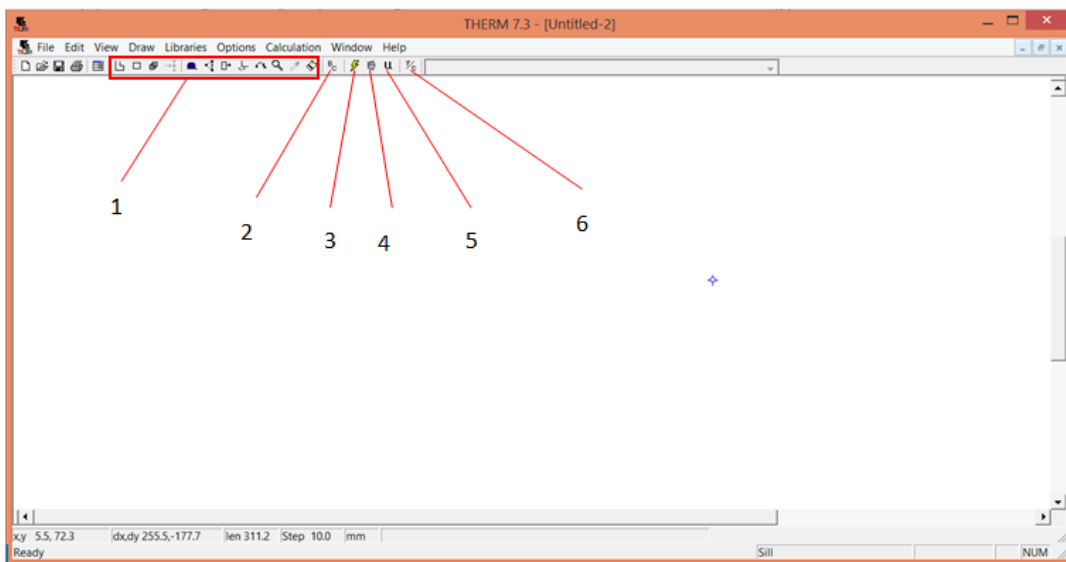 THERM 7.3 - [Untitled-2]
File Edit View Draw Libraries Options Calculation Window Help
B/C U F/C
1
2
3
4
5
6
x,y 5.5, 72.3 dx,dy 255.5,-177.7 len 311.2 Step 10.0 mm
Ready Sill NUM